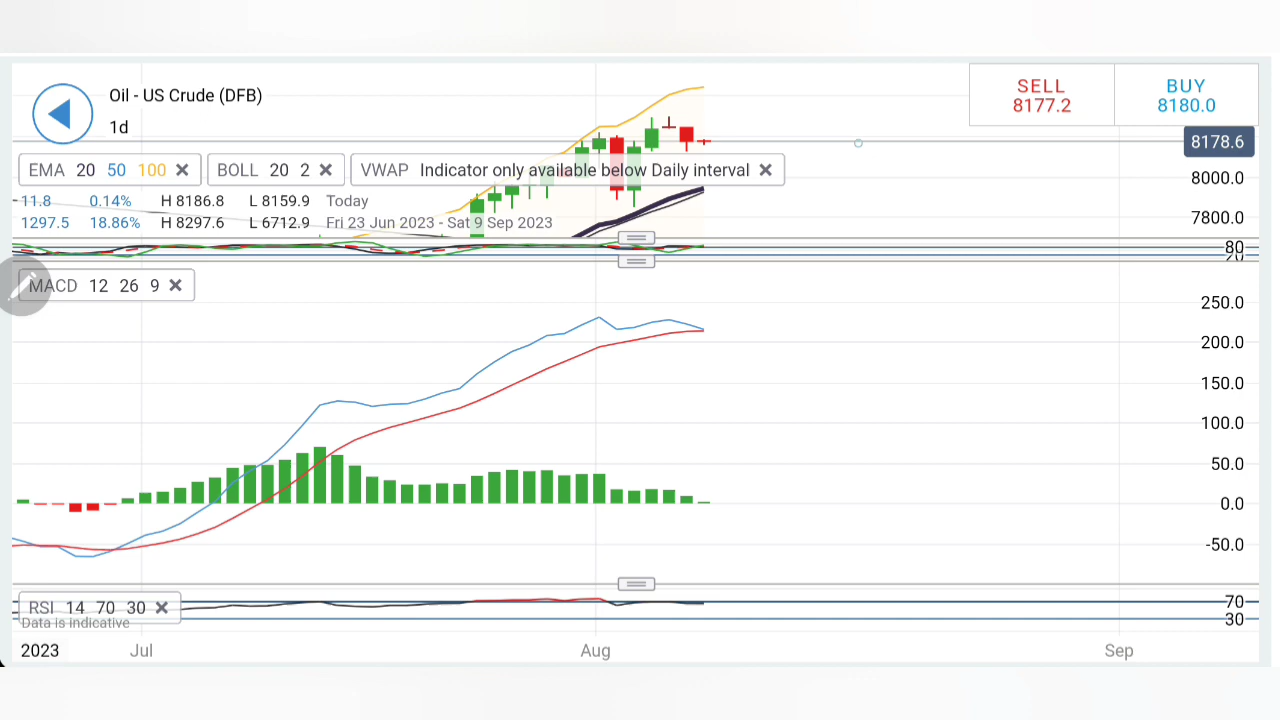 Oil - US Crude (DFB)
1d
SELL
8177.2
BUY
8180.0
8178.6
EMA 20 50 100
BOLL 20 2
VWAP Indicator only available below Daily interval
8000.0
11.8 0.14% H 8186.8 L 8159.9 Today
1297.5 18.86% H 8297.6 L 6712.9 Fri 23 Jun 2023 - Sat 9 Sep 2023
7800.0
80
20
MACD 12 26 9
250.0
200.0
150.0
100.0
50.0
0.0
-50.0
RSI 14 70 30
70
Data is indicative
30
2023 Jul Aug Sep